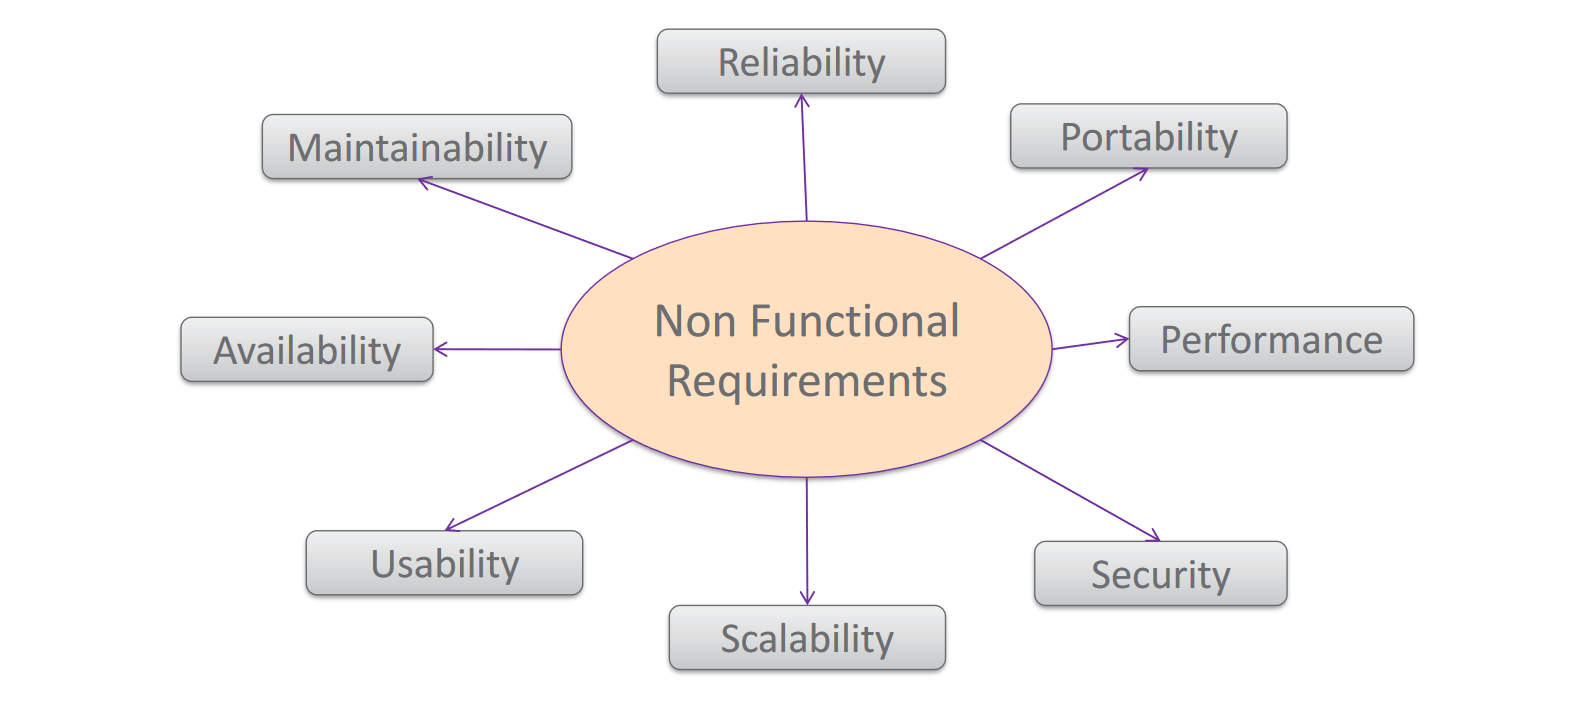 Reliability
Maintainability
Portability
Non Functional
Requirements
Availability
Performance
Usability
Security
Scalability